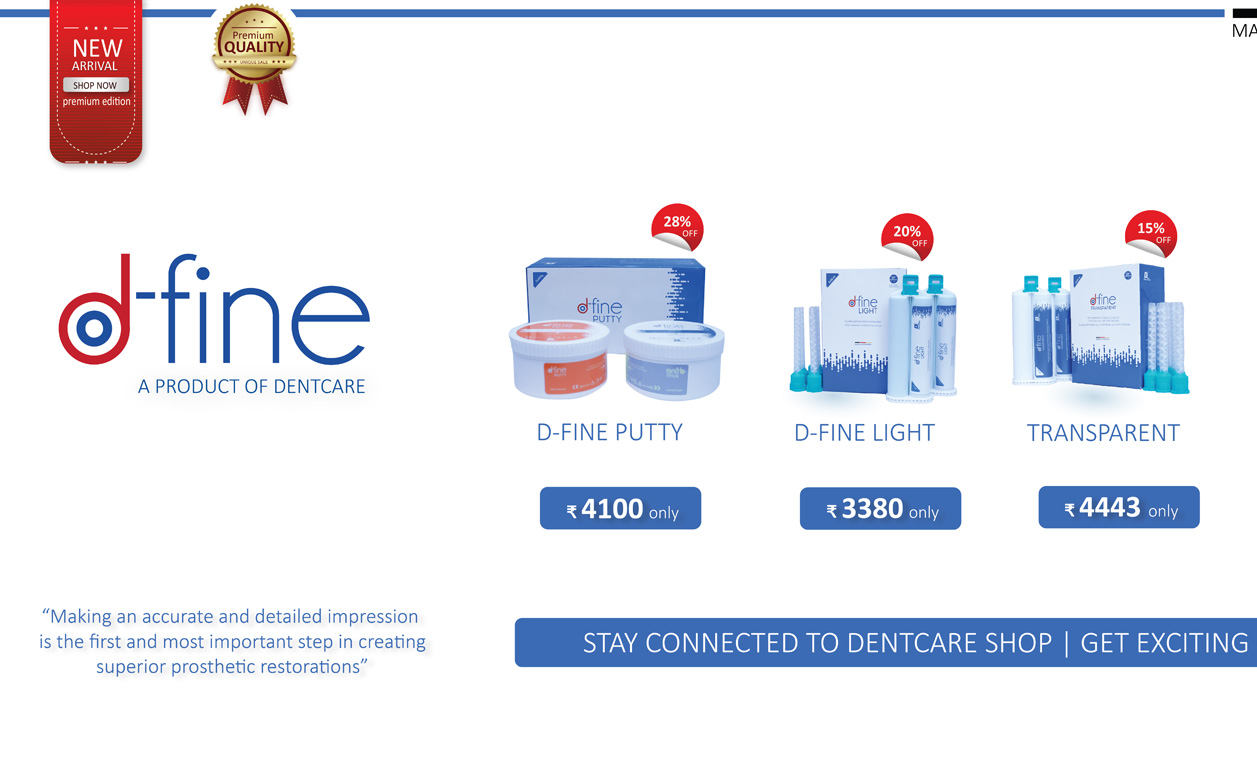 NEW
ARRIVAL
SHOP NOW
premium edition
Premium
QUALITY
UNIQUE SALE
MA
d-fine
A PRODUCT OF DENTCARE
28%
OFF
d-fine
PUTTY
D-FINE PUTTY
₹ 4100 only
20%
OFF
d-fine
LIGHT
D-FINE LIGHT
₹ 3380 only
15%
OFF
d-fine
TRANSPARENT
TRANSPARENT
₹ 4443 only
“Making an accurate and detailed impression
is the first and most important step in creating
superior prosthetic restorations”
STAY CONNECTED TO DENTCARE SHOP | GET EXCITING